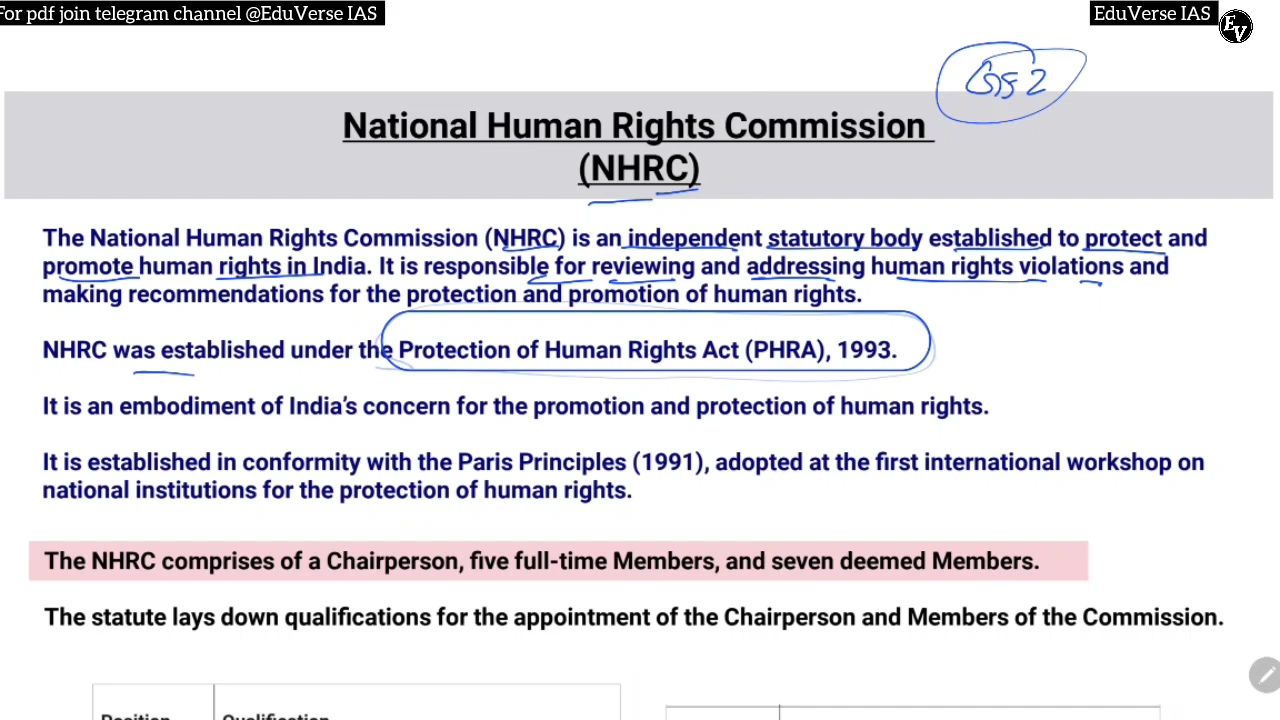 For pdf join telegram channel @EduVerse IAS
EduVerse IAS
EV
GS 2
National Human Rights Commission
(NHRC)
The National Human Rights Commission (NHRC) is an independent statutory body established to protect and
promote human rights in India. It is responsible for reviewing and addressing human rights violations and
making recommendations for the protection and promotion of human rights.
NHRC was established under the Protection of Human Rights Act (PHRA), 1993.
It is an embodiment of India's concern for the promotion and protection of human rights.
It is established in conformity with the Paris Principles (1991), adopted at the first international workshop on
national institutions for the protection of human rights.
The NHRC comprises of a Chairperson, five full-time Members, and seven deemed Members.
The statute lays down qualifications for the appointment of the Chairperson and Members of the Commission.
Position Qualification